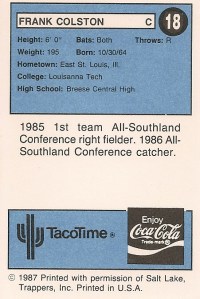 FRANK COLSTON C 18
Height: 6' 0" Bats: Both Throws: R
Weight: 195 Born: 10/30/64
Hometown: East St. Louis, Ill.
College: Louisanna Tech
High School: Breese Central High
1985 1st team All-Southland
Conference right fielder. 1986 All-
Southland Conference catcher.
TacoTime ®
Enjoy
Coca-Cola
Trade-mark ®
© 1987 Printed with permission of Salt Lake,
Trappers, Inc. Printed in U.S.A.